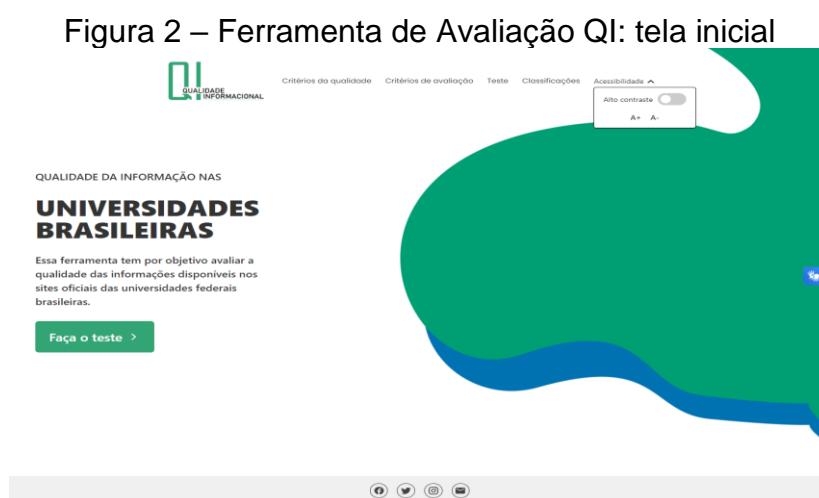 Figura 2 – Ferramenta de Avaliação QI: tela inicial
QI
QUALIDADE
INFORMACIONAL
Critérios da qualidade Critérios de avaliação Teste Classificações Acessibilidade
Alto contraste
A+ A-
QUALIDADE DA INFORMAÇÃO NAS
UNIVERSIDADES
BRASILEIRAS
Essa ferramenta tem por objetivo avaliar a
qualidade das informações disponíveis nos
sites oficiais das universidades federais
brasileiras.
Faça o teste >